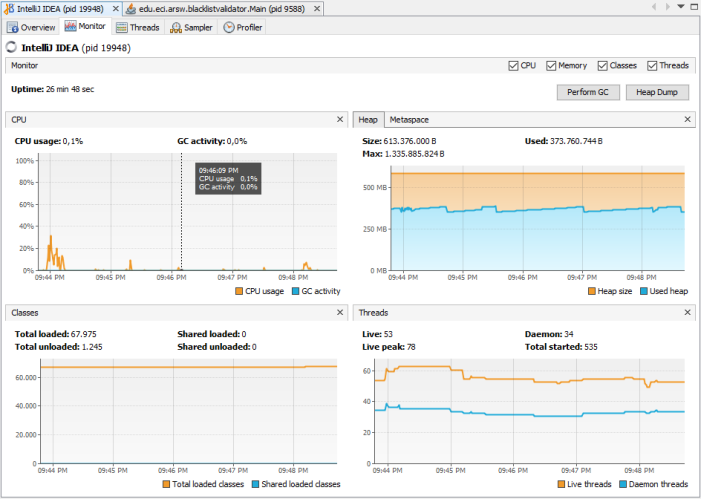 IntelliJ IDEA (pid 19948) × edu.eci.arsw.blacklistvalidator.Main (pid 9588) ×
Overview Monitor Threads Sampler Profiler
IntelliJ IDEA (pid 19948)
Monitor CPU Memory Classes Threads
Uptime: 26 min 48 sec Perform GC Heap Dump
CPU ×
CPU usage: 0,1% GC activity: 0,0%
100%
80%
60%
40%
20%
0%
09:46:09 PM
CPU usage 0,1%
GC activity 0,0%
09:44 PM 09:45 PM 09:46 PM 09:47 PM 09:48 PM
CPU usage GC activity
Heap Metaspace ×
Size: 613.376.000 B Used: 373.760.744 B
Max: 1.335.885.824 B
500 MB
250 MB
0 MB
09:44 PM 09:45 PM 09:46 PM 09:47 PM 09:48 PM
Heap size Used heap
Classes ×
Total loaded: 67.975 Shared loaded: 0
Total unloaded: 1.245 Shared unloaded: 0
60.000
40.000
20.000
0
09:44 PM 09:45 PM 09:46 PM 09:47 PM 09:48 PM
Total loaded classes Shared loaded classes
Threads ×
Live: 53 Daemon: 34
Live peak: 78 Total started: 535
60
40
20
0
09:44 PM 09:45 PM 09:46 PM 09:47 PM 09:48 PM
Live threads Daemon threads